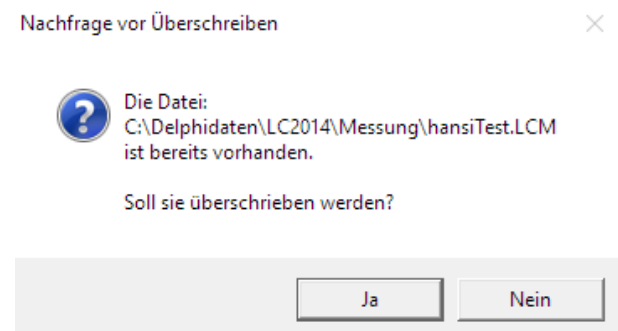 Nachfrage vor Überschreiben
Die Datei:
C:\Delphidaten\LC2014\Messung\hansiTest.LCM
ist bereits vorhanden.
Soll sie überschrieben werden?
Ja
Nein